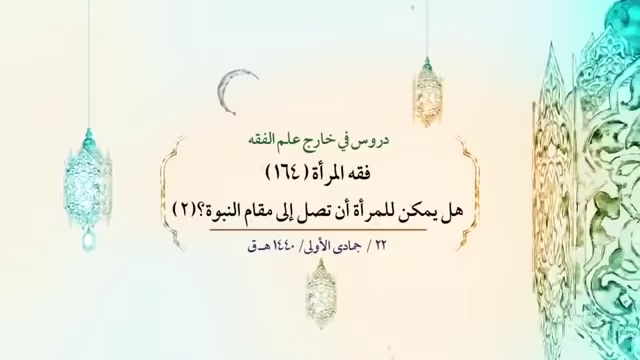 دروس في خارج علم الفقه
فقه المرأة (١٦٤)
هل يمكن للمرأة أن تصل إلى مقام النبوة؟(٢)
٢٢ / جمادى الأولى/ ١٤٤٠ هـ ق